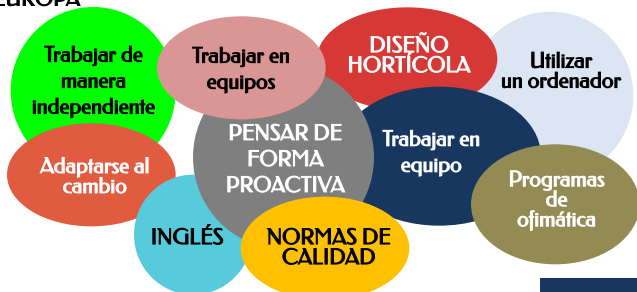 EUROPA
Trabajar de
manera
independiente
Trabajar en
equipos
DISEÑO
HORTÍCOLA
Utilizar
un ordenador
Adaptarse al
cambio
PENSAR DE
FORMA
PROACTIVA
Trabajar en
equipo
Programas
de
ofimática
INGLÉS
NORMAS DE
CALIDAD